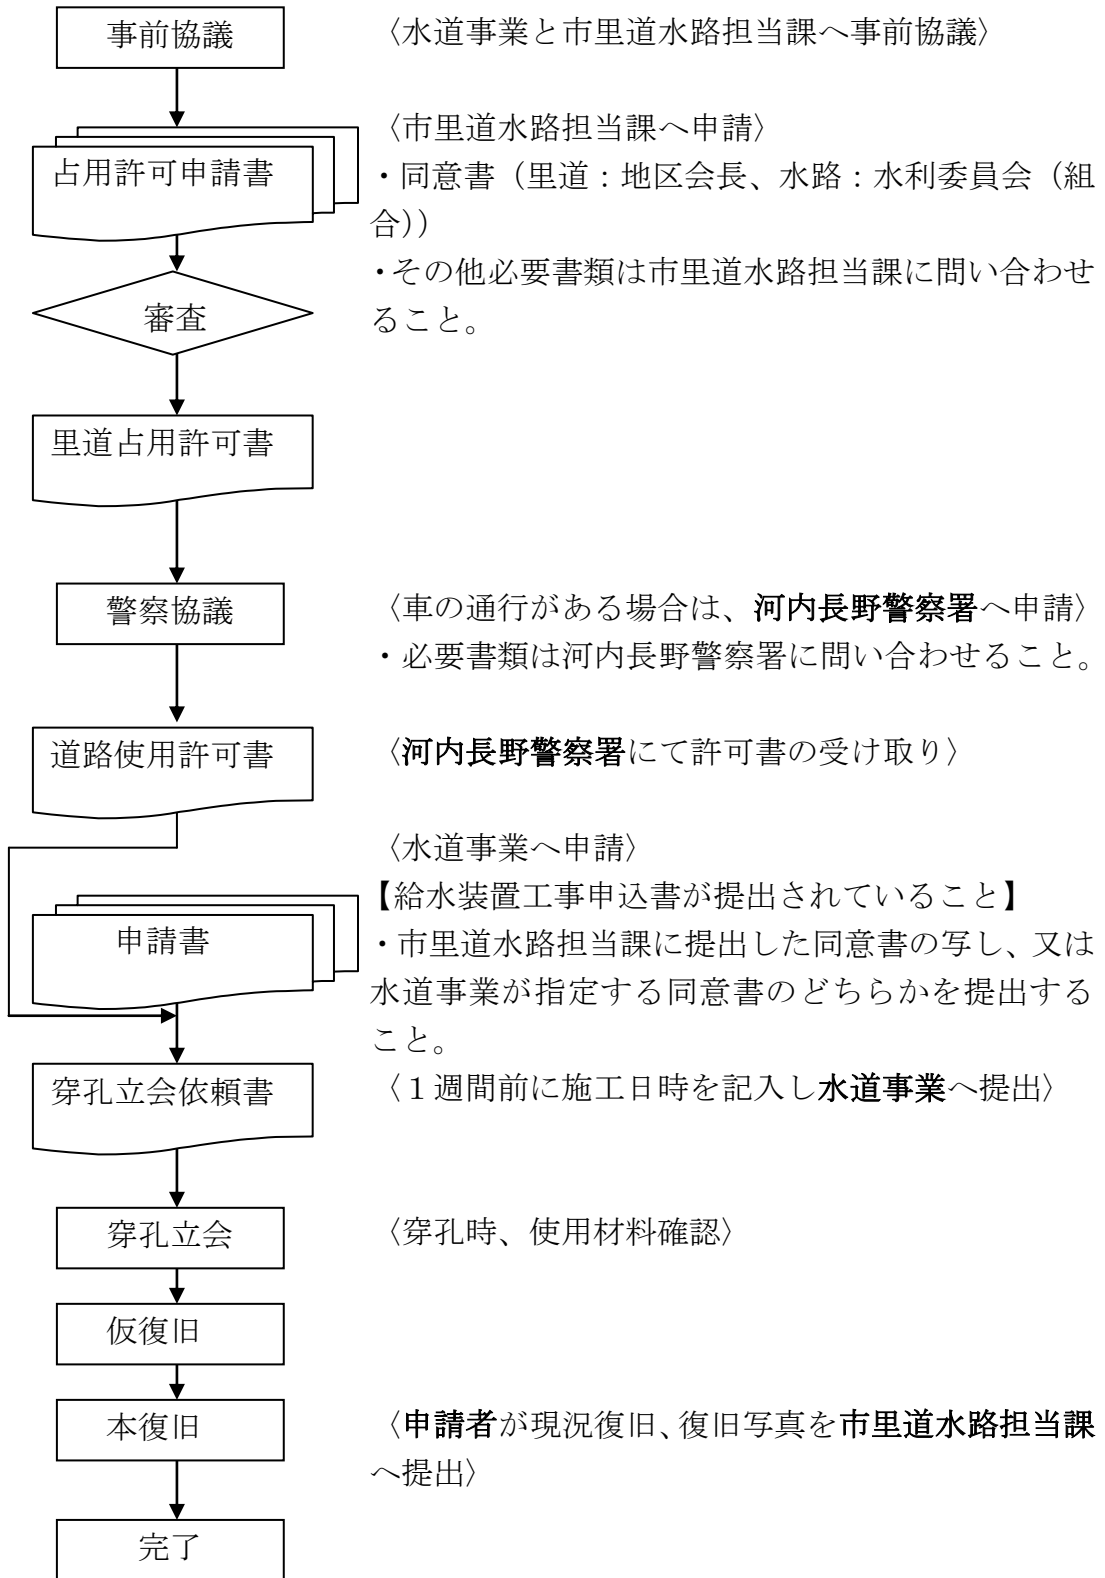 事前協議
〈水道事業と市里道水路担当課へ事前協議〉
占用許可申請書
〈市里道水路担当課へ申請〉
・同意書（里道：地区会長、水路：水利委員会（組
合））
・その他必要書類は市里道水路担当課に問い合わせ
ること。
審査
里道占用許可書
警察協議
〈車の通行がある場合は、河内長野警察署へ申請〉
・必要書類は河内長野警察署に問い合わせること。
道路使用許可書
〈河内長野警察署にて許可書の受け取り〉
〈水道事業へ申請〉
【給水装置工事申込書が提出されていること】
申請書
・市里道水路担当課に提出した同意書の写し、又は
水道事業が指定する同意書のどちらかを提出する
こと。
穿孔立会依頼書
〈１週間前に施工日時を記入し水道事業へ提出〉
穿孔立会
〈穿孔時、使用材料確認〉
仮復旧
本復旧
〈申請者が現況復旧、復旧写真を市里道水路担当課
へ提出〉
完了